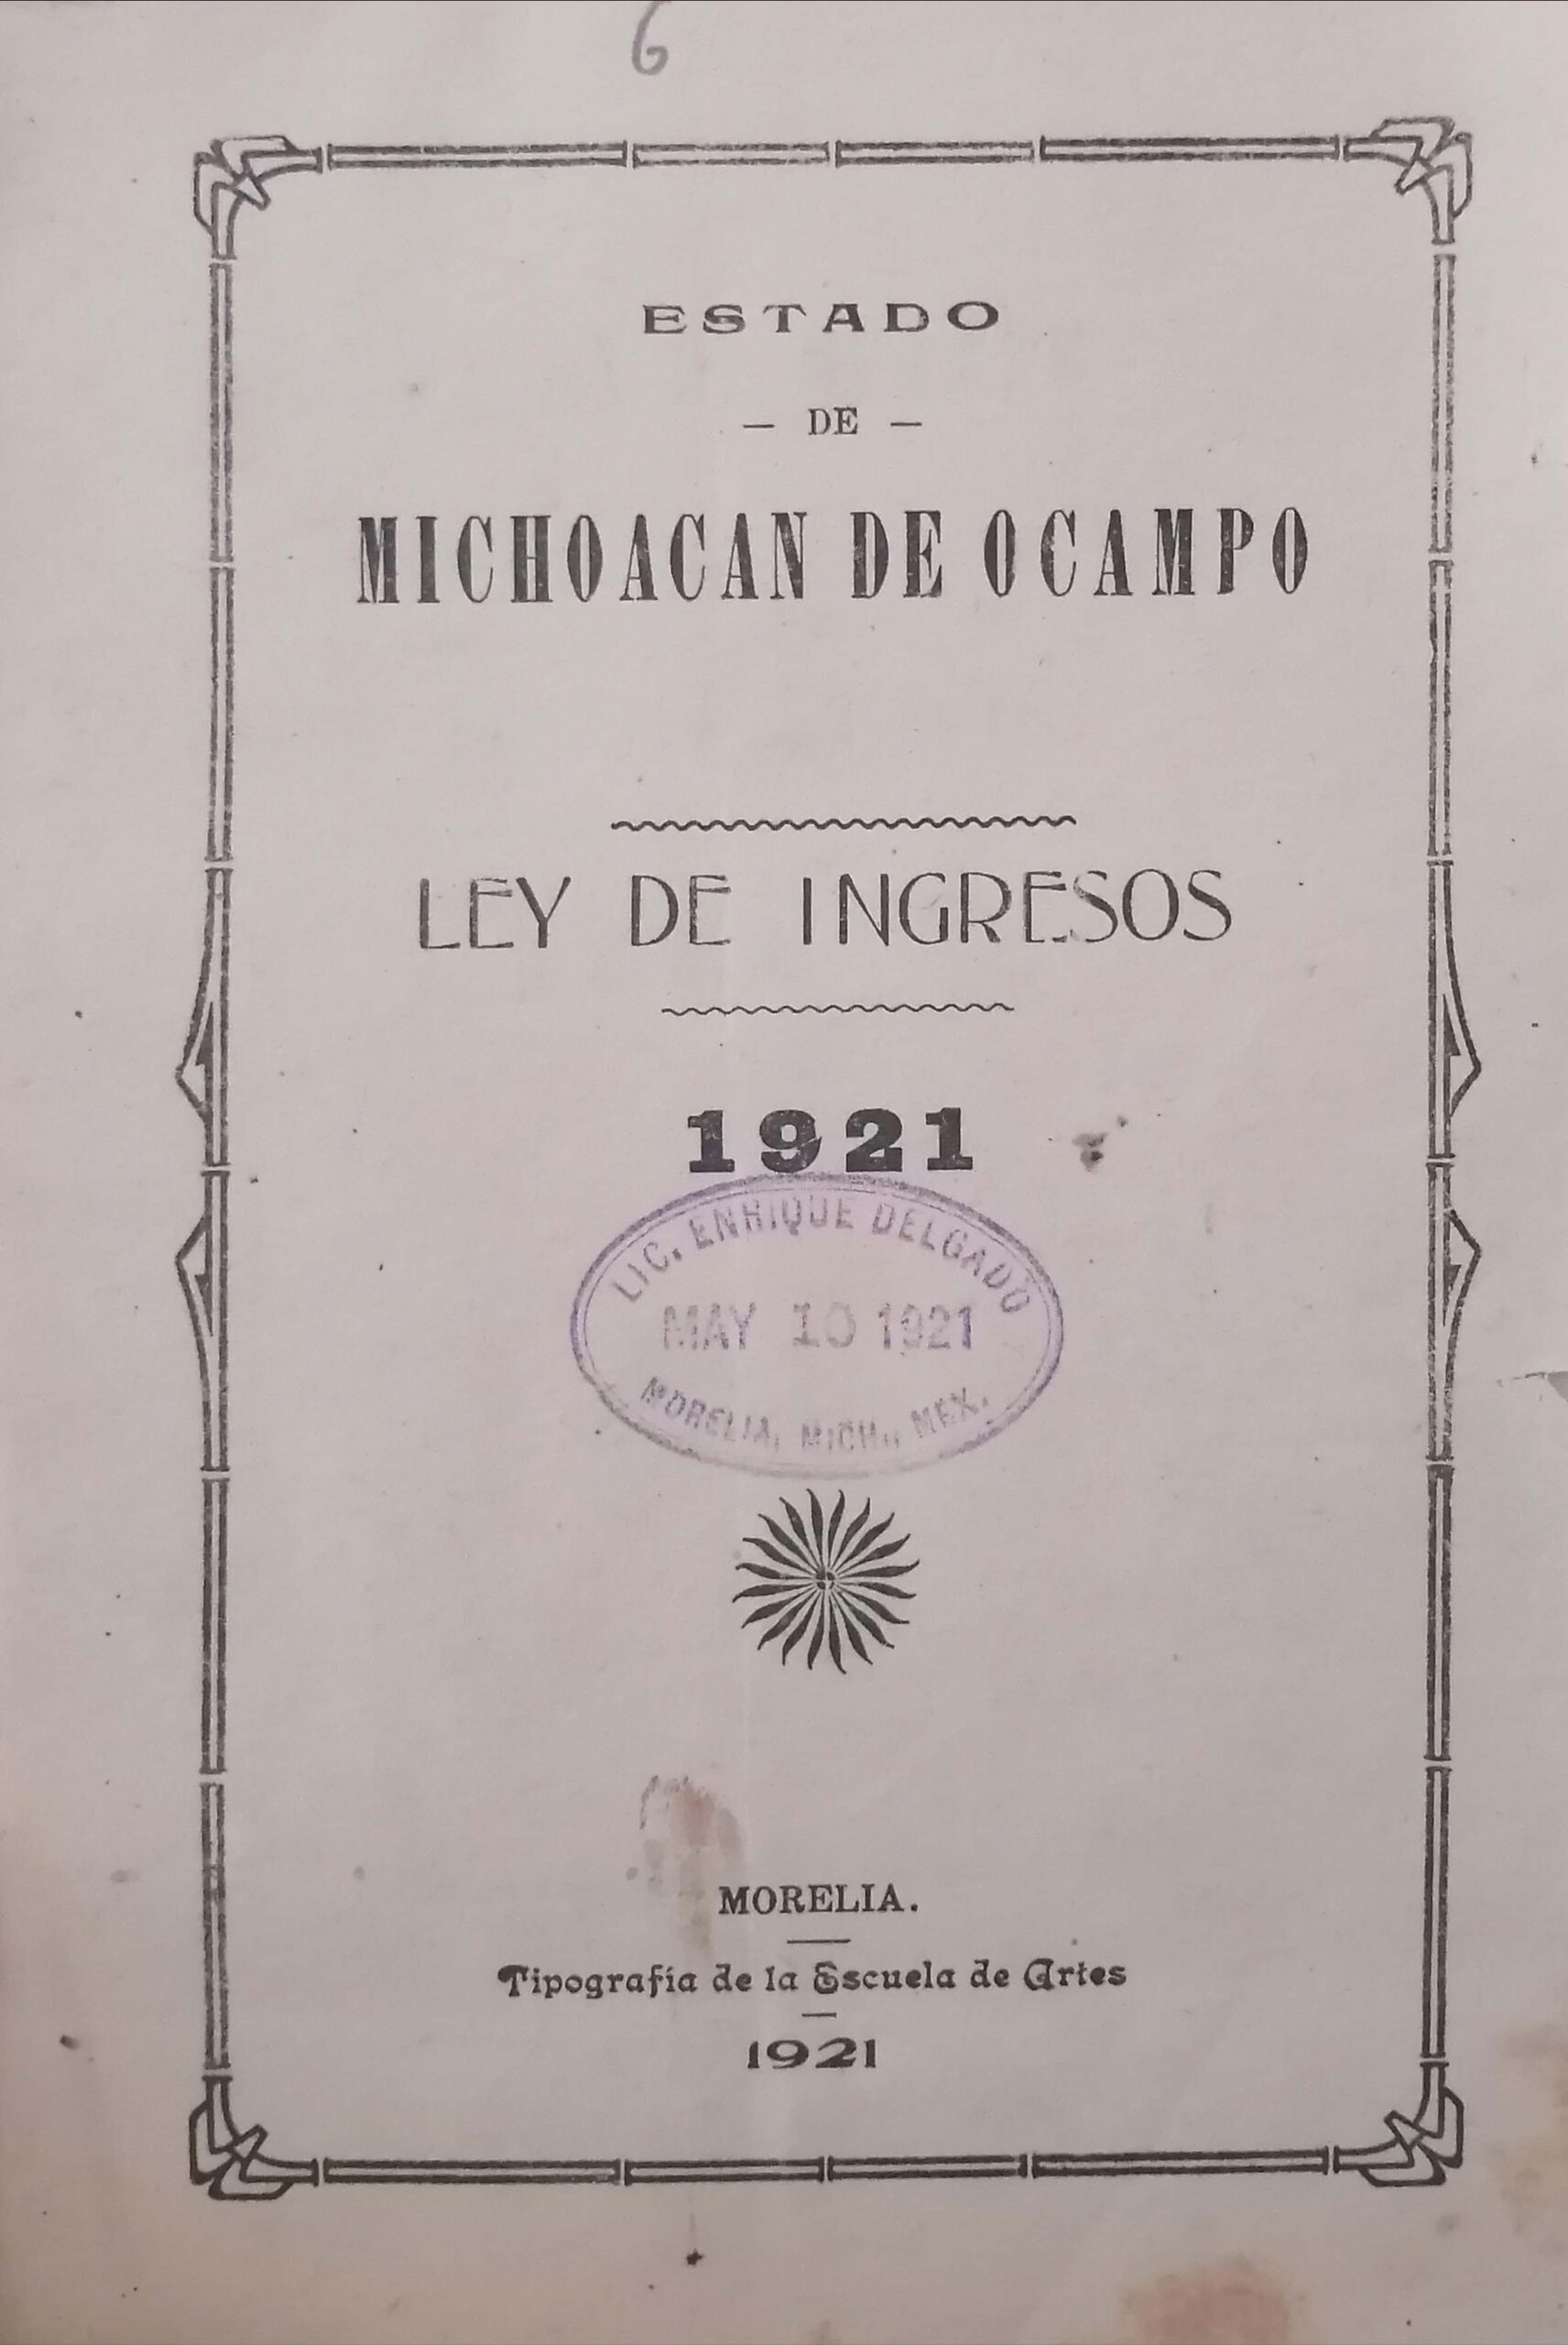 6
ESTADO
— DE —
MICHOACAN DE OCAMPO
LEY DE INGRESOS
1921
LIC. ENRIQUE DELGADO
MAY 10 1921
MORELIA, MICH., MEX.
MORELIA.
Tipografía de la Escuela de Artes
1921